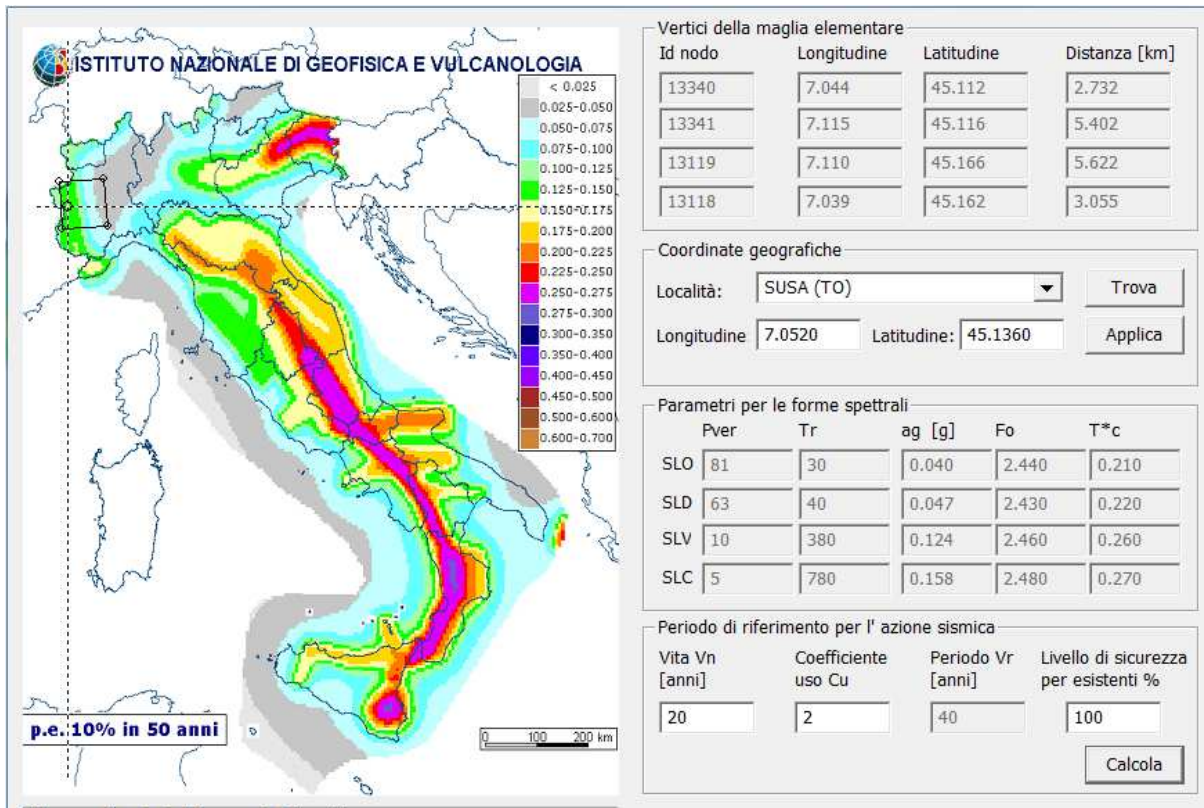 ISTITUTO NAZIONALE DI GEOFISICA E VULCANOLOGIA
< 0.025
0.025-0.050
0.050-0.075
0.075-0.100
0.100-0.125
0.125-0.150
0.150-0.175
0.175-0.200
0.200-0.225
0.225-0.250
0.250-0.275
0.275-0.300
0.300-0.350
0.350-0.400
0.400-0.450
0.450-0.500
0.500-0.600
0.600-0.700
p.e. 10% in 50 anni
0 100 200 km
Vertici della maglia elementare
Id nodo Longitudine Latitudine Distanza [km]
13340 7.044 45.112 2.732
13341 7.115 45.116 5.402
13119 7.110 45.166 5.622
13118 7.039 45.162 3.055
Coordinate geografiche
Località: SUSA (TO) Trova
Longitudine 7.0520 Latitudine: 45.1360 Applica
Parametri per le forme spettrali
Pver Tr ag [g] Fo T*c
SLO 81 30 0.040 2.440 0.210
SLD 63 40 0.047 2.430 0.220
SLV 10 380 0.124 2.460 0.260
SLC 5 780 0.158 2.480 0.270
Periodo di riferimento per l' azione sismica
Vita Vn [anni] Coefficiente uso Cu Periodo Vr [anni] Livello di sicurezza per esistenti %
20 2 40 100
Calcola